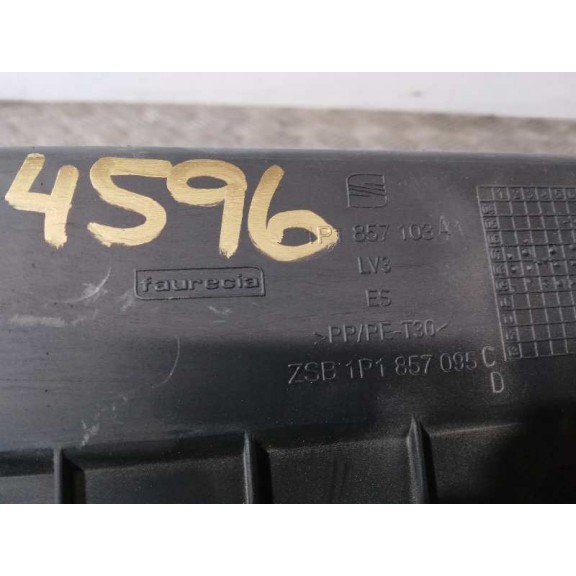 4596
1P1 857 103 A
LV3
faurecia
ES
>PP/PE-T30<
ZSB 1P1 857 095 C
D